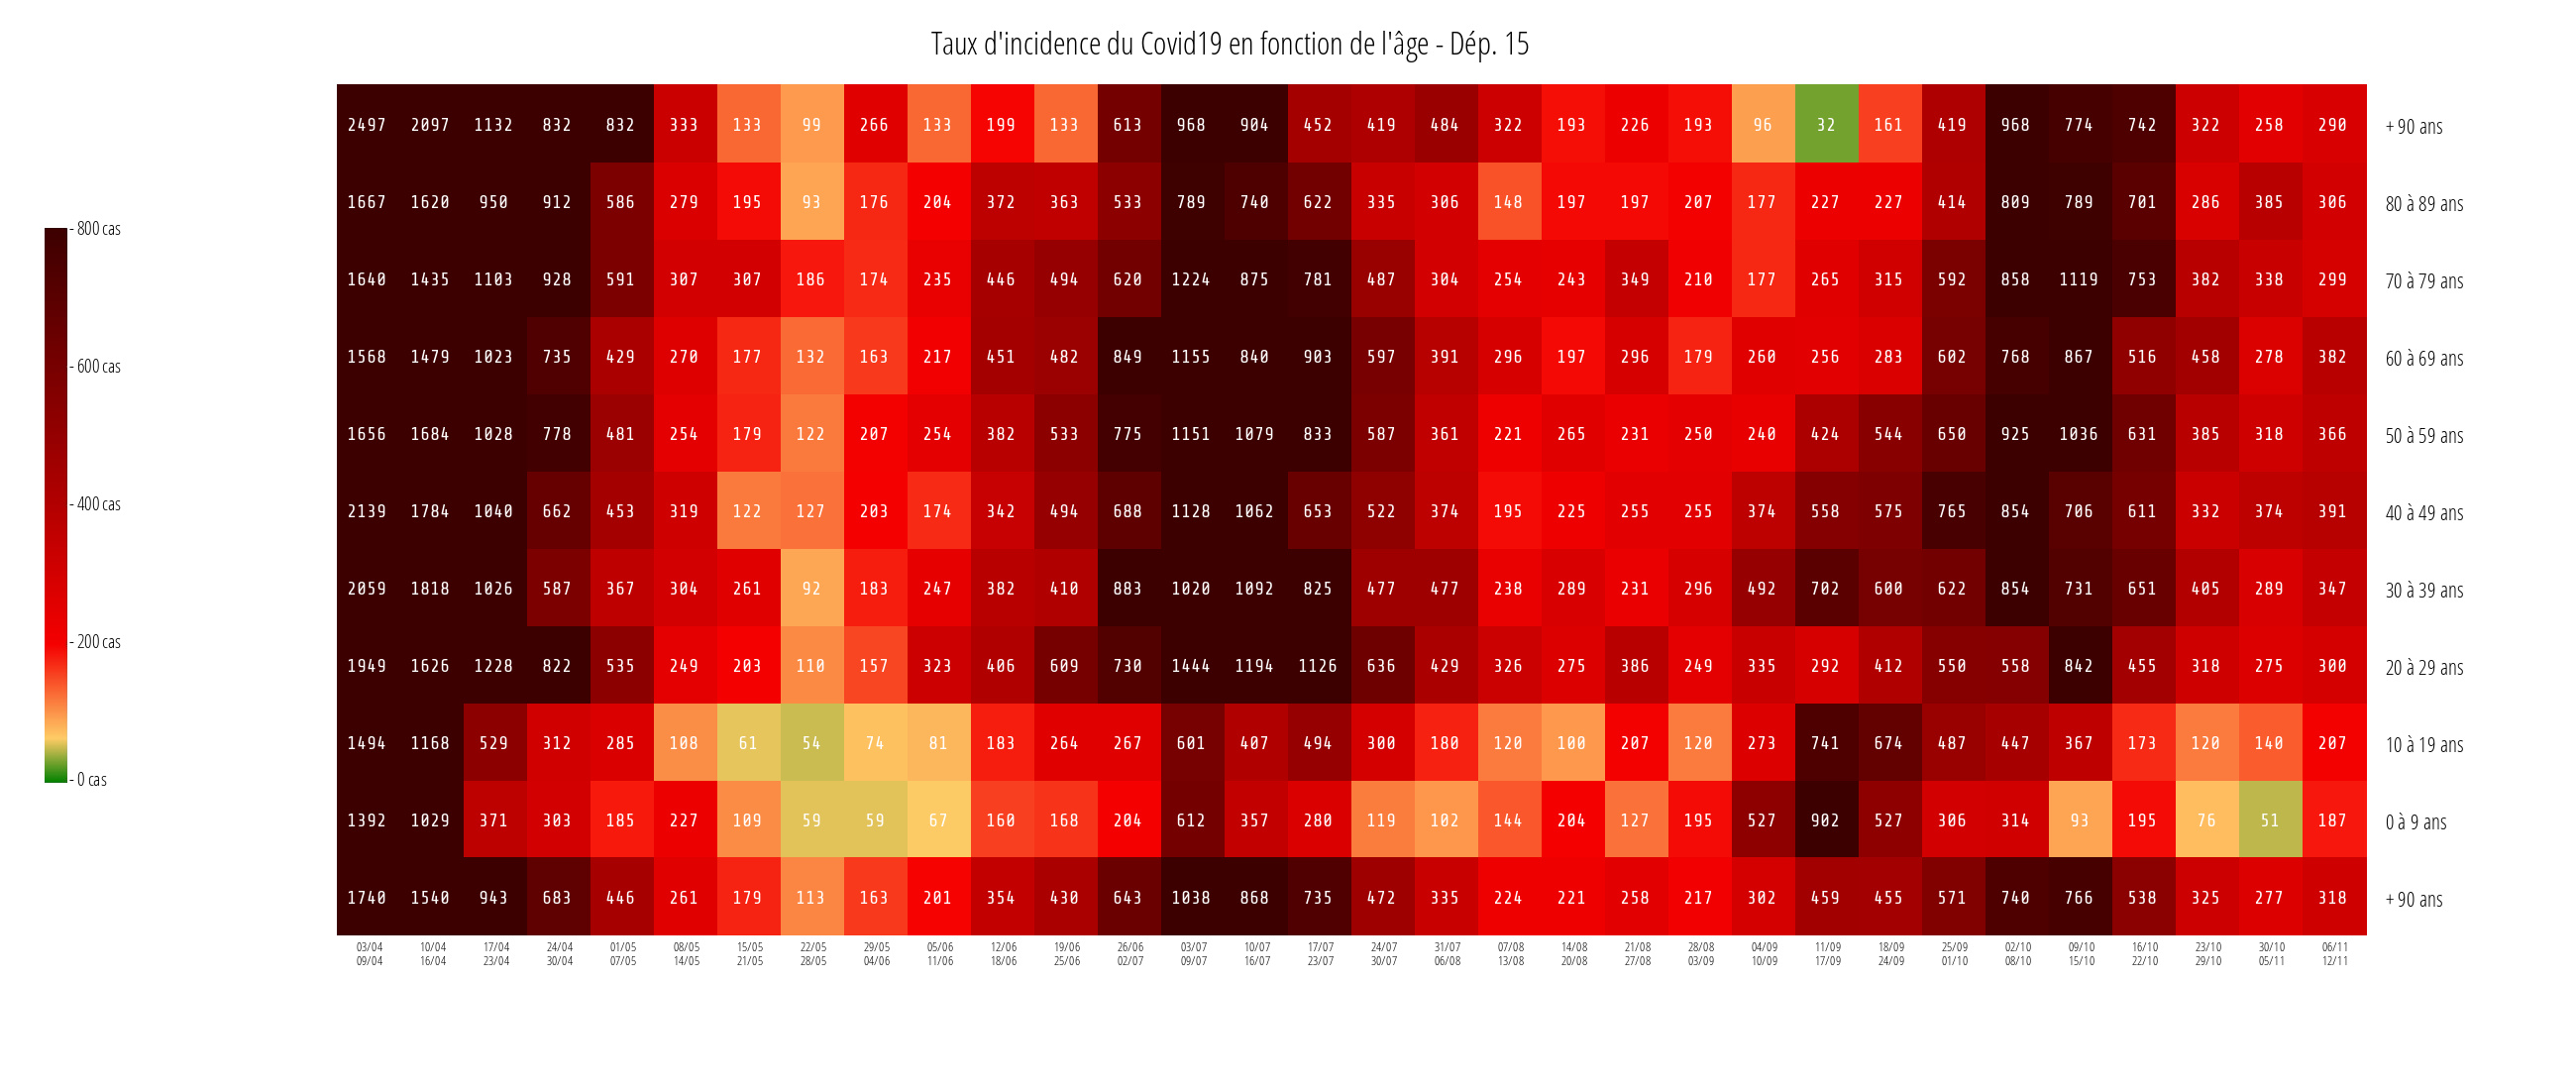 Taux d'incidence du Covid19 en fonction de l'âge - Dép. 15
- 800 cas
- 600 cas
- 400 cas
- 200 cas
- 0 cas
2497 2097 1132 832 832 333 133 99 266 133 199 133 613 968 904 452 419 484 322 193 226 193 96 32 161 419 968 774 742 322 258 290 + 90 ans
1667 1620 950 912 586 279 195 93 176 204 372 363 533 789 740 622 335 306 148 197 197 207 177 227 227 414 809 789 701 286 385 306 80 à 89 ans
1640 1435 1103 928 591 307 307 186 174 235 446 494 620 1224 875 781 487 304 254 243 349 210 177 265 315 592 858 1119 753 382 338 299 70 à 79 ans
1568 1479 1023 735 429 270 177 132 163 217 451 482 849 1155 840 903 597 391 296 197 296 179 260 256 283 602 768 867 516 458 278 382 60 à 69 ans
1656 1684 1028 778 481 254 179 122 207 254 382 533 775 1151 1079 833 587 361 221 265 231 250 240 424 544 650 925 1036 631 385 318 366 50 à 59 ans
2139 1784 1040 662 453 319 122 127 203 174 342 494 688 1128 1062 653 522 374 195 225 255 255 374 558 575 765 854 706 611 332 374 391 40 à 49 ans
2059 1818 1026 587 367 304 261 92 183 247 382 410 883 1020 1092 825 477 477 238 289 231 296 492 702 600 622 854 731 651 405 289 347 30 à 39 ans
1949 1626 1228 822 535 249 203 110 157 323 406 609 730 1444 1194 1126 636 429 326 275 386 249 335 292 412 550 558 842 455 318 275 300 20 à 29 ans
1494 1168 529 312 285 108 61 54 74 81 183 264 267 601 407 494 300 180 120 100 207 120 273 741 674 487 447 367 173 120 140 207 10 à 19 ans
1392 1029 371 303 185 227 109 59 59 67 160 168 204 612 357 280 119 102 144 204 127 195 527 902 527 306 314 93 195 76 51 187 0 à 9 ans
1740 1540 943 683 446 261 179 113 163 201 354 430 643 1038 868 735 472 335 224 221 258 217 302 459 455 571 740 766 538 325 277 318 + 90 ans
03/04 10/04 17/04 24/04 01/05 08/05 15/05 22/05 29/05 05/06 12/06 19/06 26/06 03/07 10/07 17/07 24/07 31/07 07/08 14/08 21/08 28/08 04/09 11/09 18/09 25/09 02/10 09/10 16/10 23/10 30/10 06/11
09/04 16/04 23/04 30/04 07/05 14/05 21/05 28/05 04/06 11/06 18/06 25/06 02/07 09/07 16/07 23/07 30/07 06/08 13/08 20/08 27/08 03/09 10/09 17/09 24/09 01/10 08/10 15/10 22/10 29/10 05/11 12/11